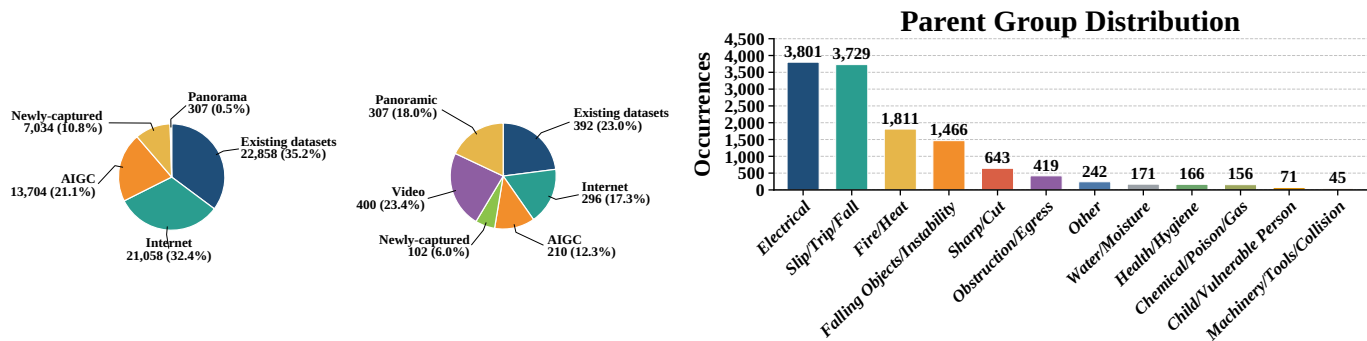 Panorama
307 (0.5%)
Newly-captured
7,034 (10.8%)
Existing datasets
22,858 (35.2%)
AIGC
13,704 (21.1%)
Internet
21,058 (32.4%)
Panoramic
307 (18.0%)
Existing datasets
392 (23.0%)
Video
400 (23.4%)
Internet
296 (17.3%)
Newly-captured
102 (6.0%)
AIGC
210 (12.3%)
Parent Group Distribution
Occurrences
4,500
4,000
3,500
3,000
2,500
2,000
1,500
1,000
500
0
3,801
3,729
1,811
1,466
643
419
242
171
166
156
71
45
Electrical
Slip/Trip/Fall
Fire/Heat
Falling Objects/Instability
Sharp/Cut
Obstruction/Egress
Other
Water/Moisture
Health/Hygiene
Chemical/Poison/Gas
Child/Vulnerable Person
Machinery/Tools/Collision